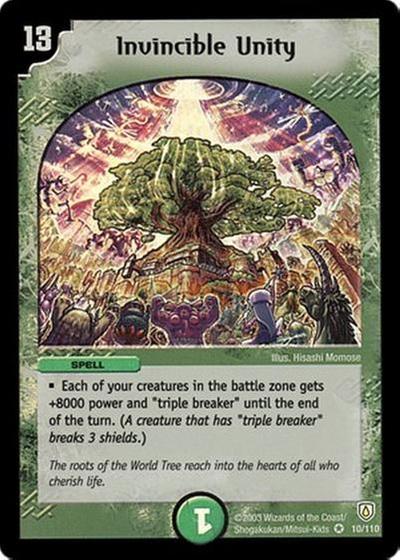 13
Invincible Unity
Illus. Hisashi Momose
SPELL
▪ Each of your creatures in the battle zone gets
+8000 power and "triple breaker" until the
end of the turn. (A creature that has "triple breaker"
breaks 3 shields.)
The roots of the World Tree reach into the hearts of all who
cherish life.
1
©2003 Wizards of the Coast/
Shogakukan/Mitsui-Kids ✪ 10/110